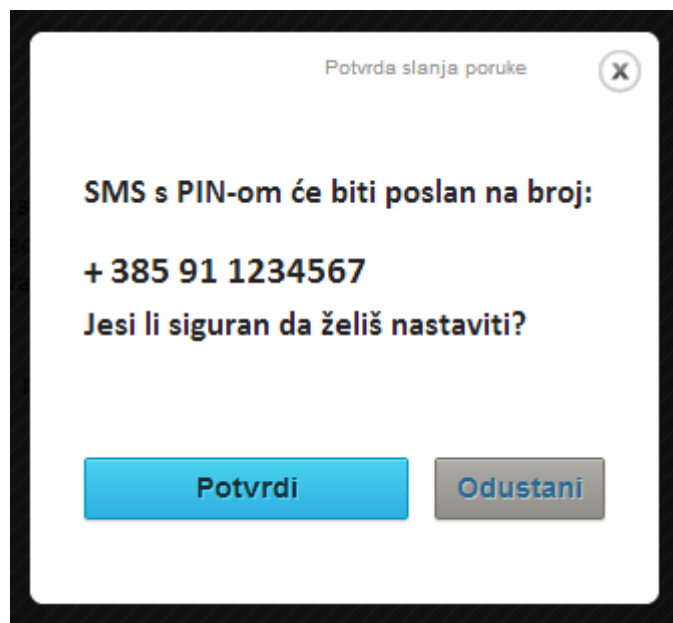 Potvrda slanja poruke
X
SMS s PIN-om će biti poslan na broj:
+ 385 91 1234567
Jesi li siguran da želiš nastaviti?
Potvrdi
Odustani